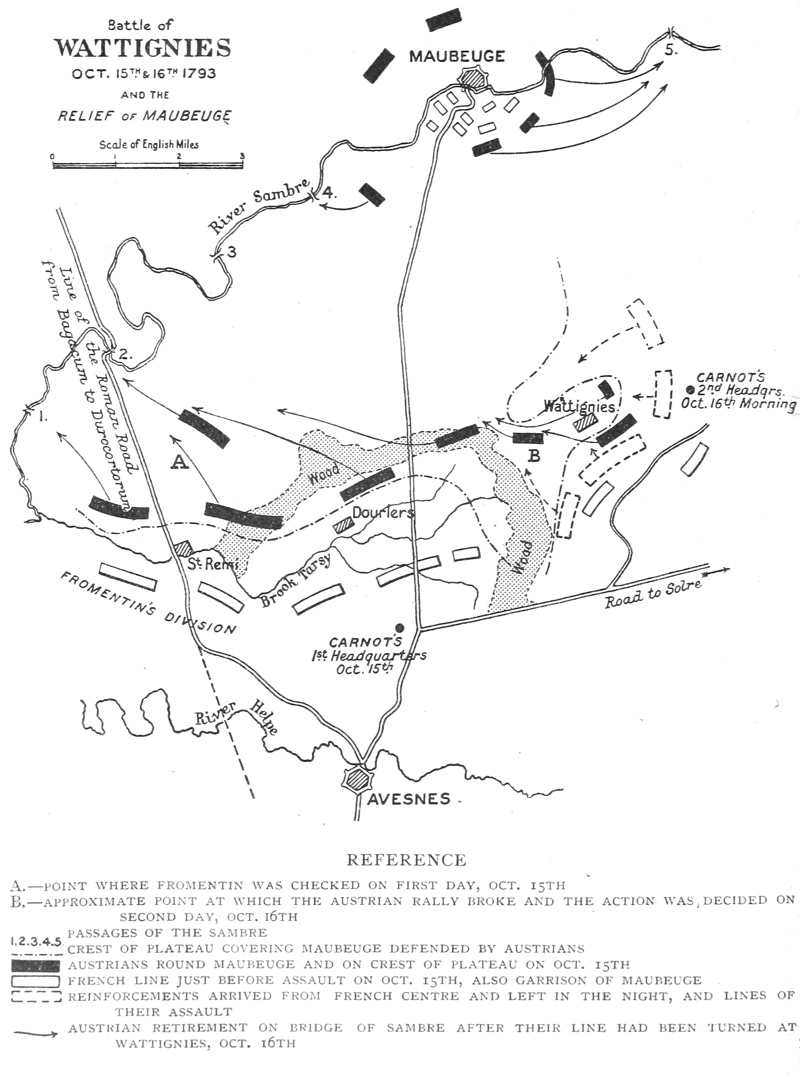 Battle of
WATTIGNIES
OCT. 15TH & 16TH 1793
AND THE
RELIEF OF MAUBEUGE
Scale of English Miles
0 1 2 3
MAUBEUGE
5.
River Sambre
4.
3
Line of the Roman Road
from Bagacum to Durocortorum
2.
1.
CARNOT'S
2nd Headqrs.
Oct. 16th Morning
Wattignies
A
B
Wood
Dourlers
St. Remi
Brook Tarsy
Wood
FROMENTIN'S DIVISION
Road to Solre
CARNOT'S
1st Headquarters
Oct. 15th
River Helpe
AVESNES
REFERENCE
A.—POINT WHERE FROMENTIN WAS CHECKED ON FIRST DAY, OCT. 15TH
B.—APPROXIMATE POINT AT WHICH THE AUSTRIAN RALLY BROKE AND THE ACTION WAS DECIDED ON
SECOND DAY, OCT. 16TH
1.2.3.4.5 PASSAGES OF THE SAMBRE
CREST OF PLATEAU COVERING MAUBEUGE DEFENDED BY AUSTRIANS
AUSTRIANS ROUND MAUBEUGE AND ON CREST OF PLATEAU ON OCT. 15TH
FRENCH LINE JUST BEFORE ASSAULT ON OCT. 15TH, ALSO GARRISON OF MAUBEUGE
REINFORCEMENTS ARRIVED FROM FRENCH CENTRE AND LEFT IN THE NIGHT, AND LINES OF
THEIR ASSAULT
AUSTRIAN RETIREMENT ON BRIDGE OF SAMBRE AFTER THEIR LINE HAD BEEN TURNED AT
WATTIGNIES, OCT. 16TH